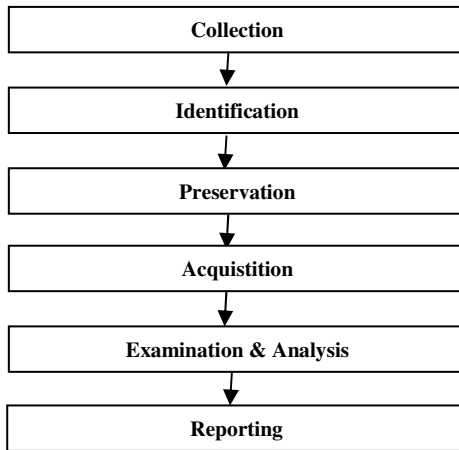 Collection
Identification
Preservation
Acquistition
Examination & Analysis
Reporting